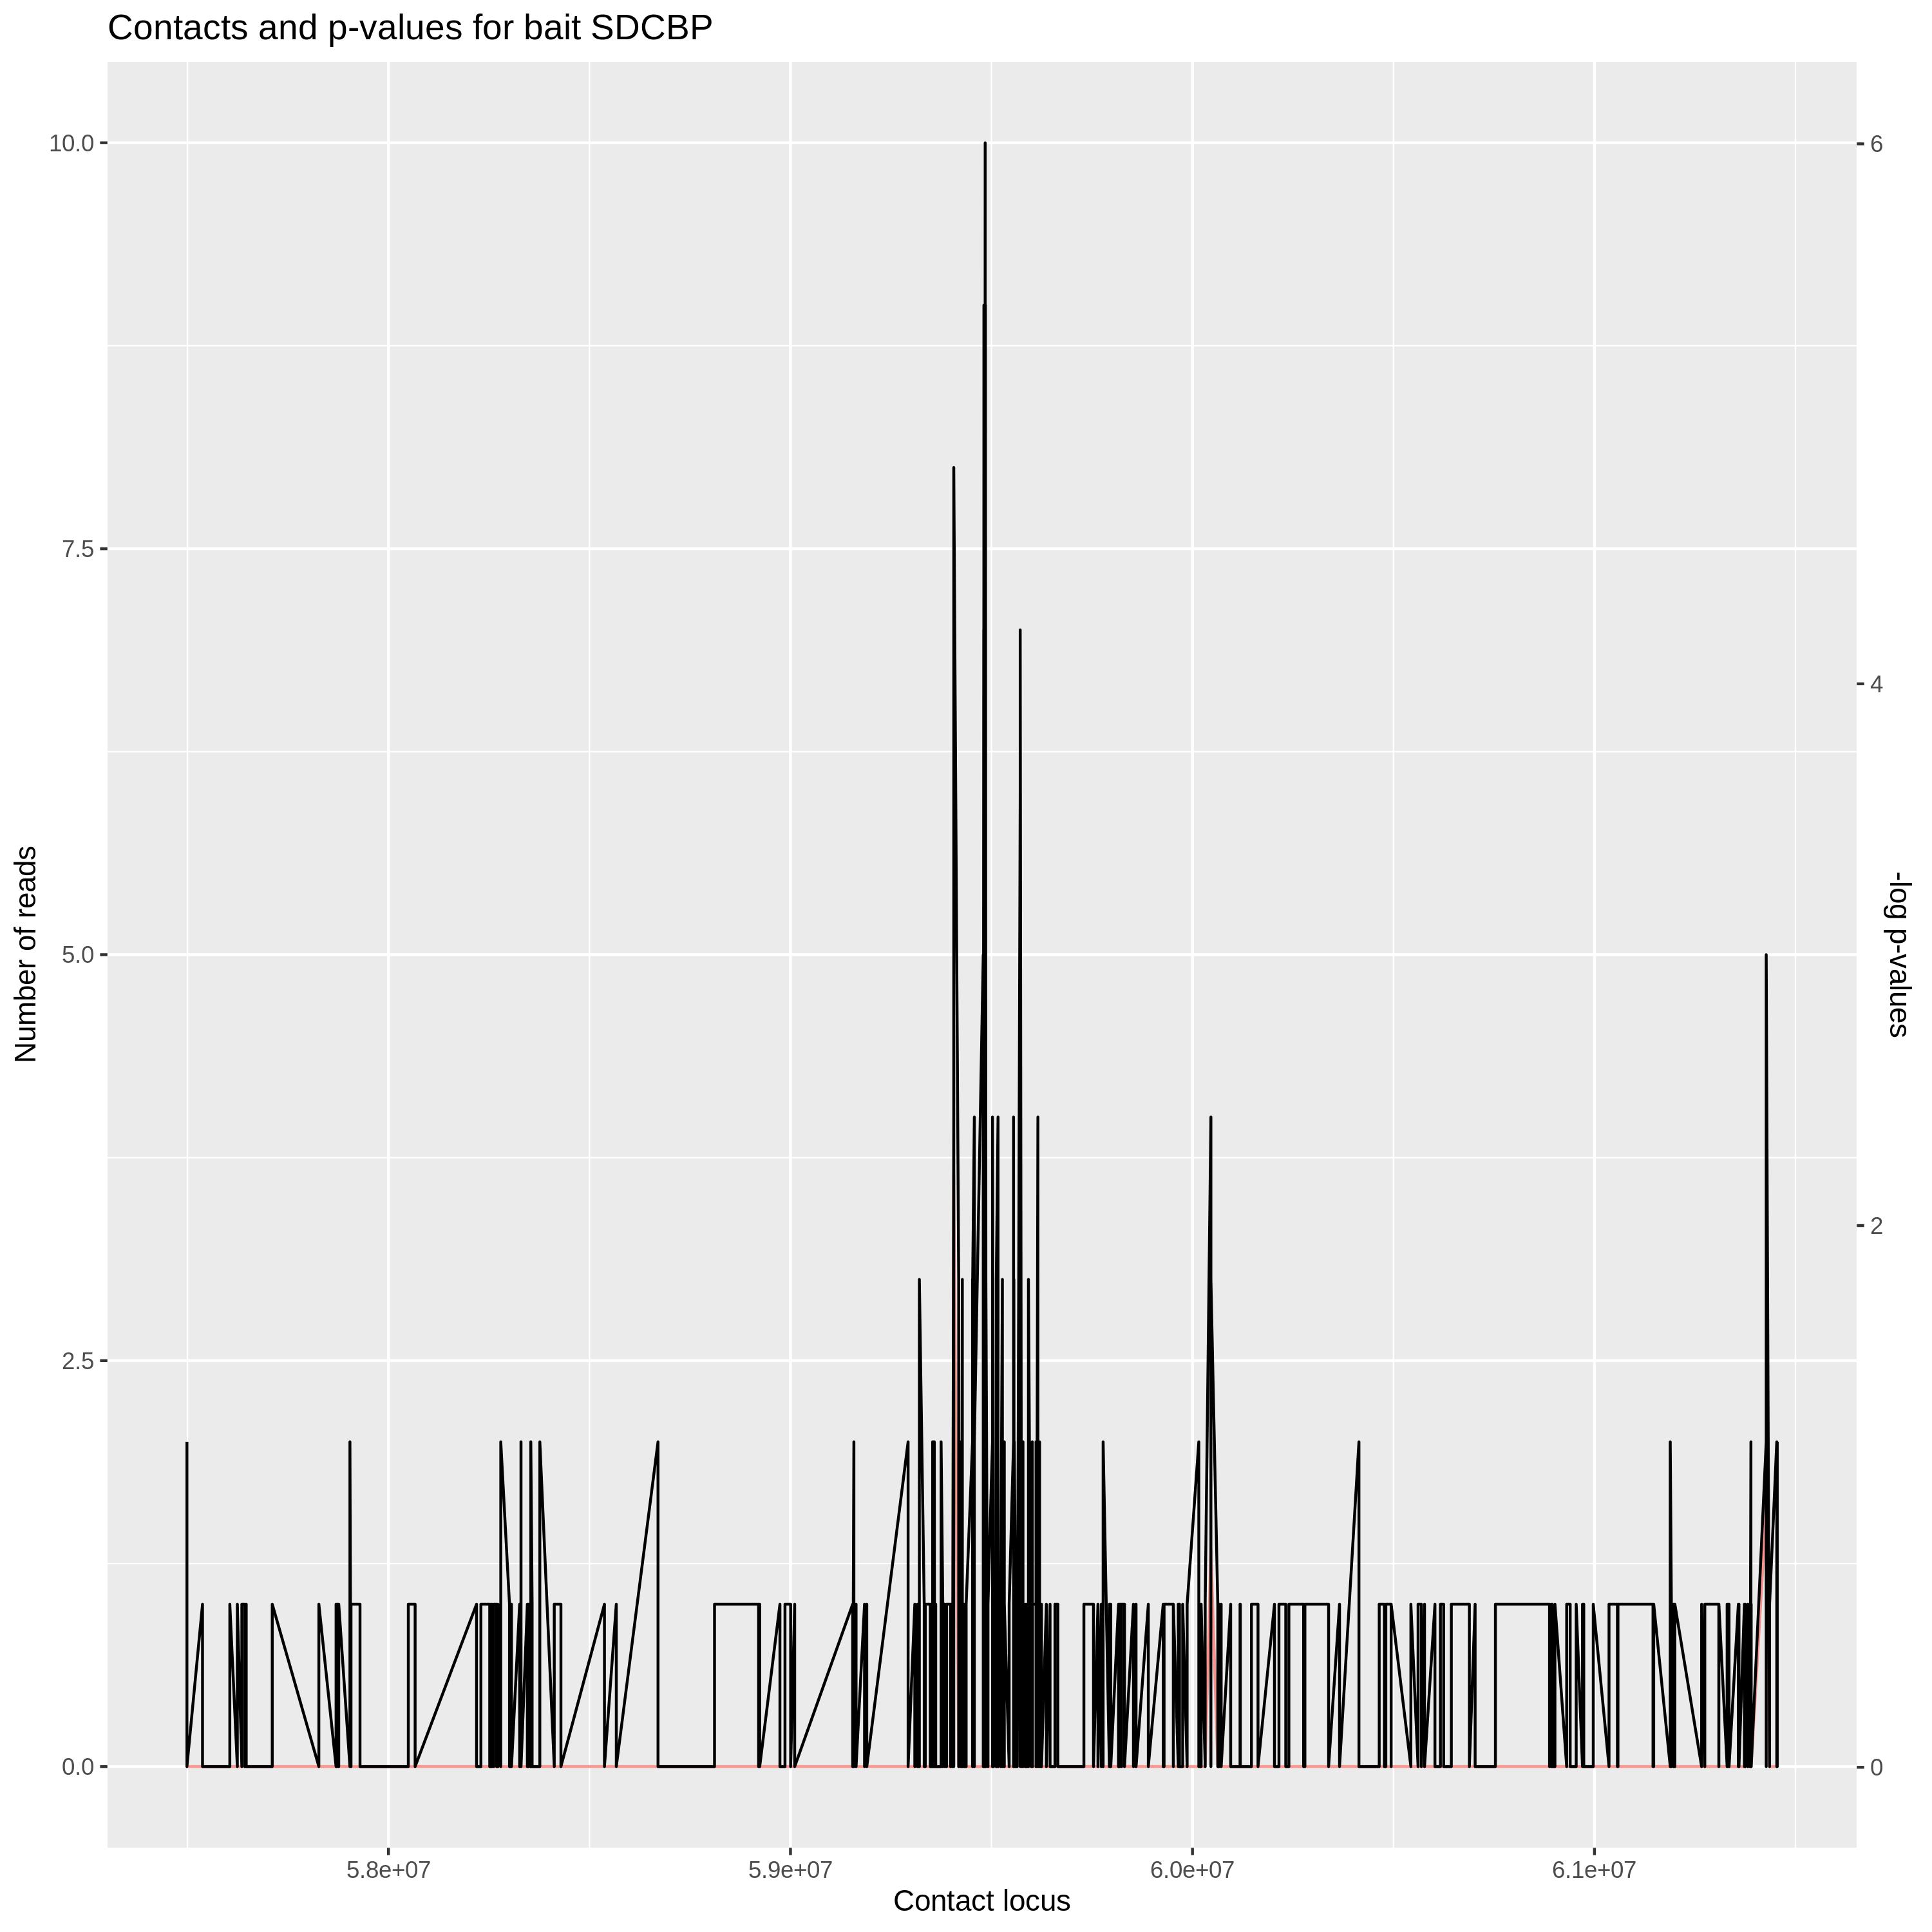 Contacts and p-values for bait SDCBP
10.0
7.5
5.0
2.5
0.0
Number of reads
6
4
2
0
-log p-values
5.8e+07 5.9e+07 6.0e+07 6.1e+07
Contact locus